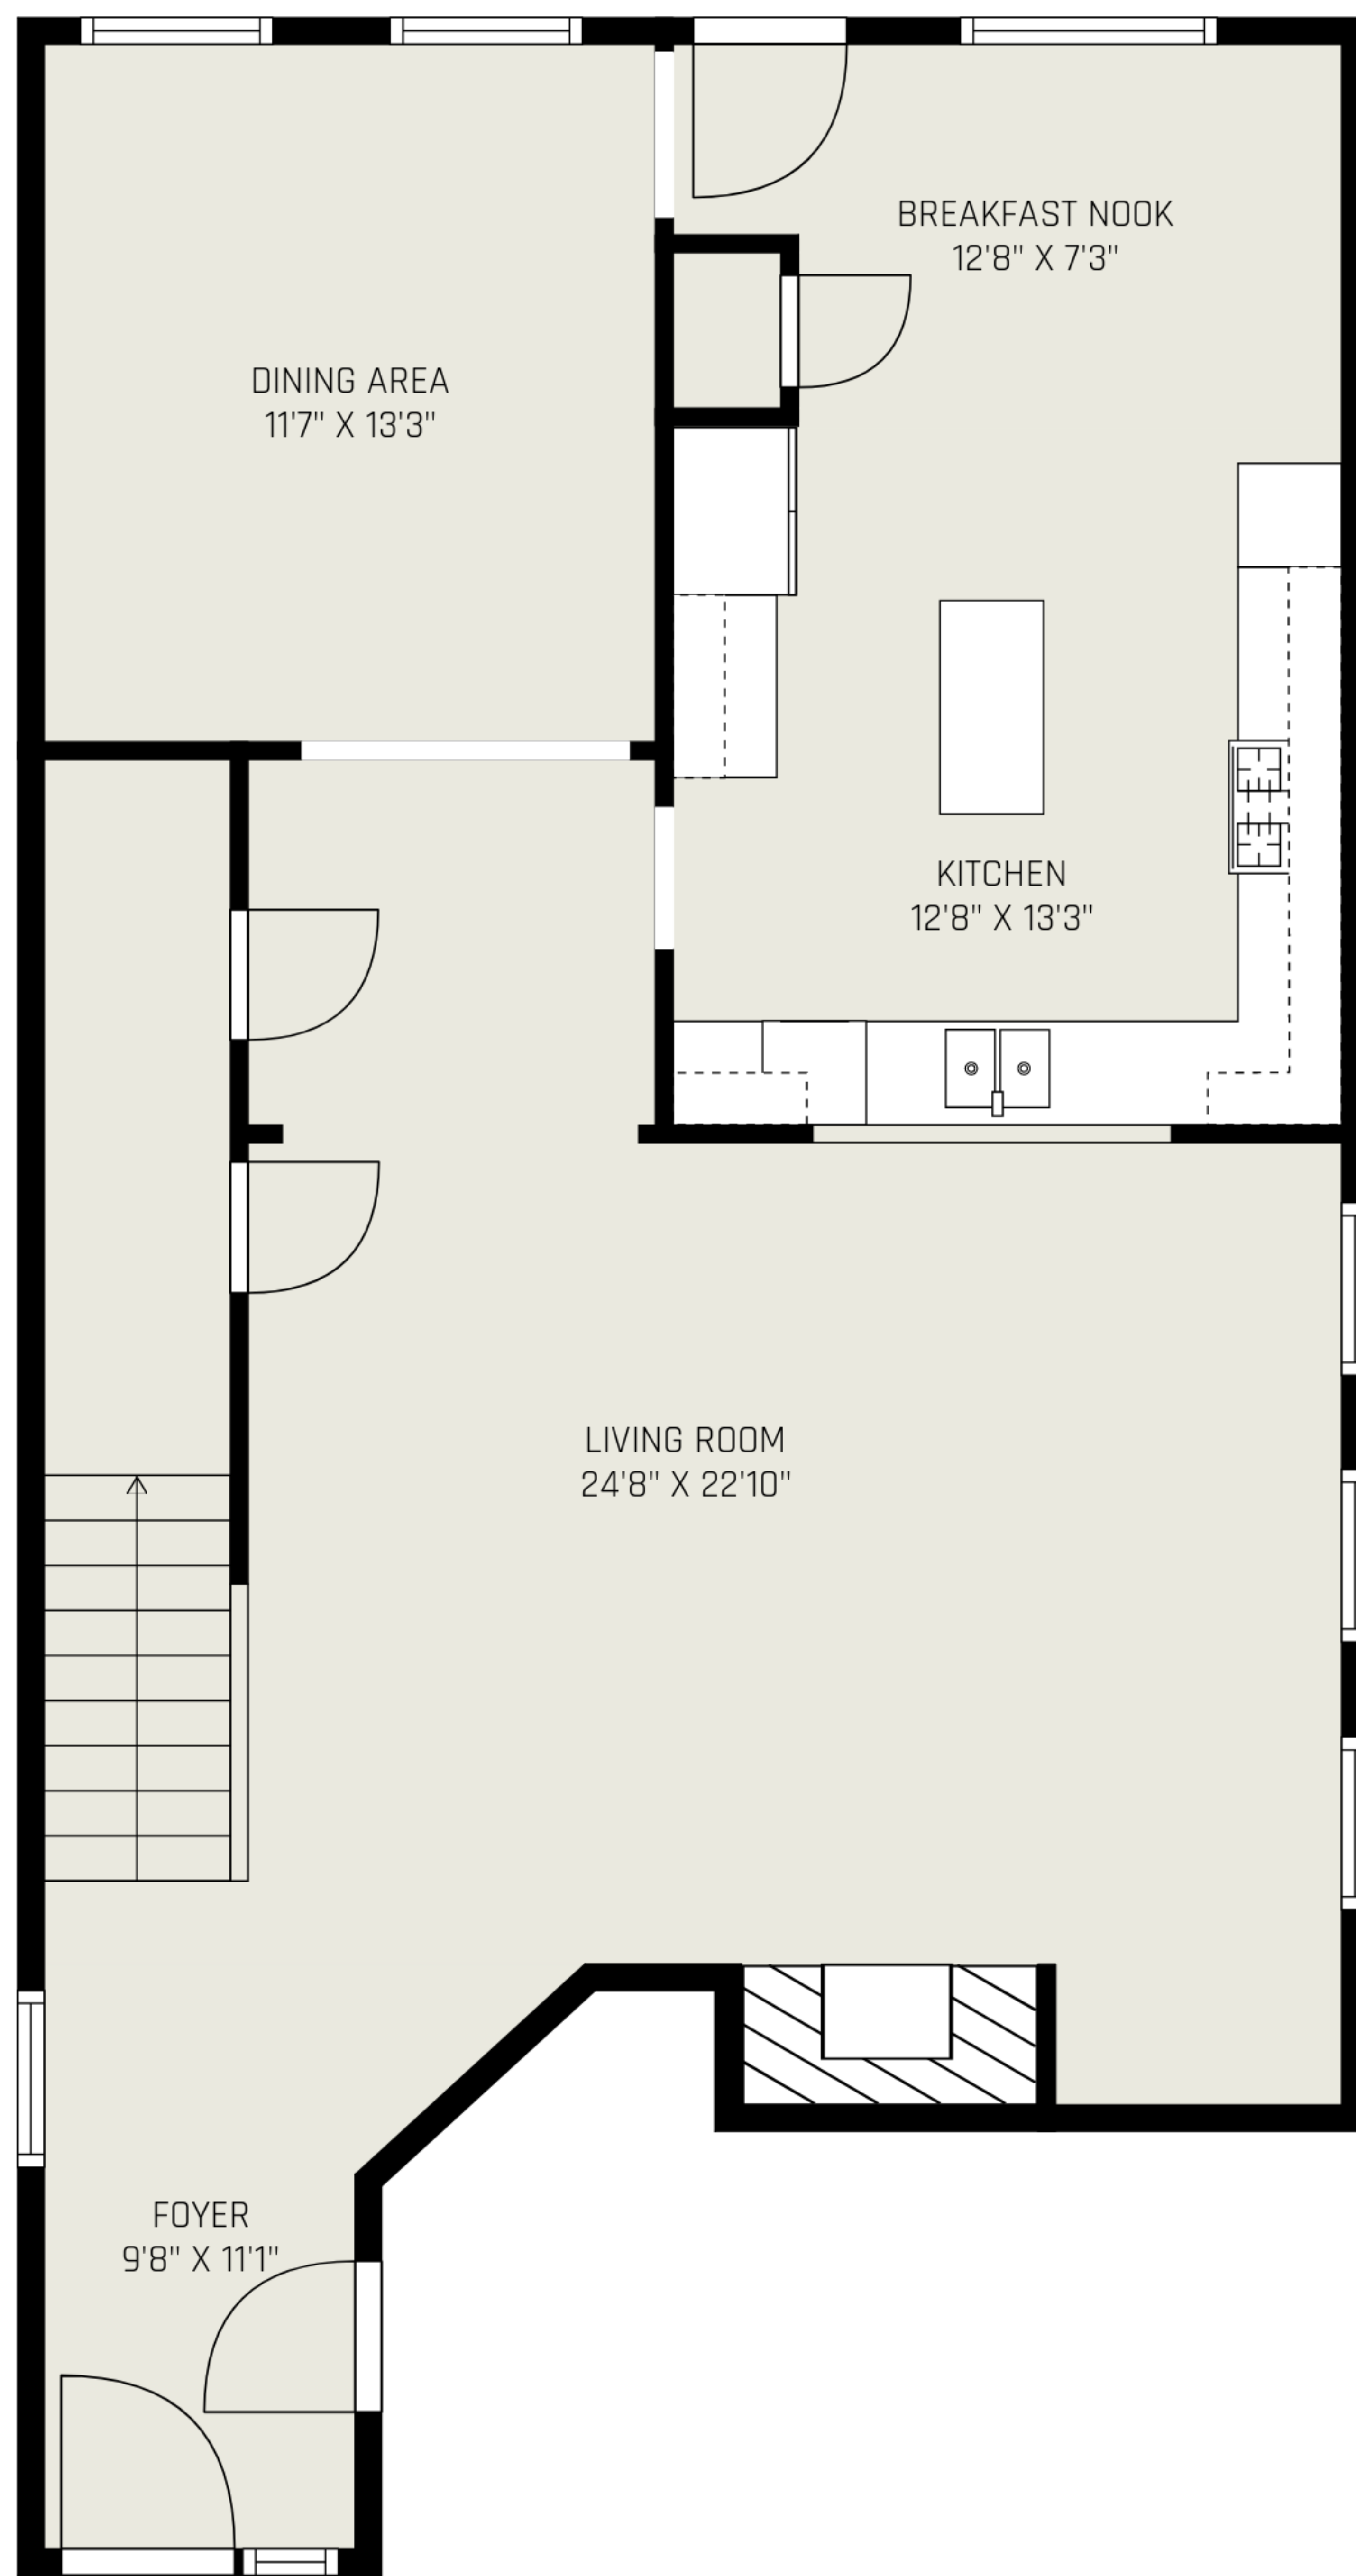 BREAKFAST NOOK
12'8" X 7'3"
DINING AREA
11'7" X 13'3"
KITCHEN
12'8" X 13'3"
LIVING ROOM
24'8" X 22'10"
FOYER
9'8" X 11'1"